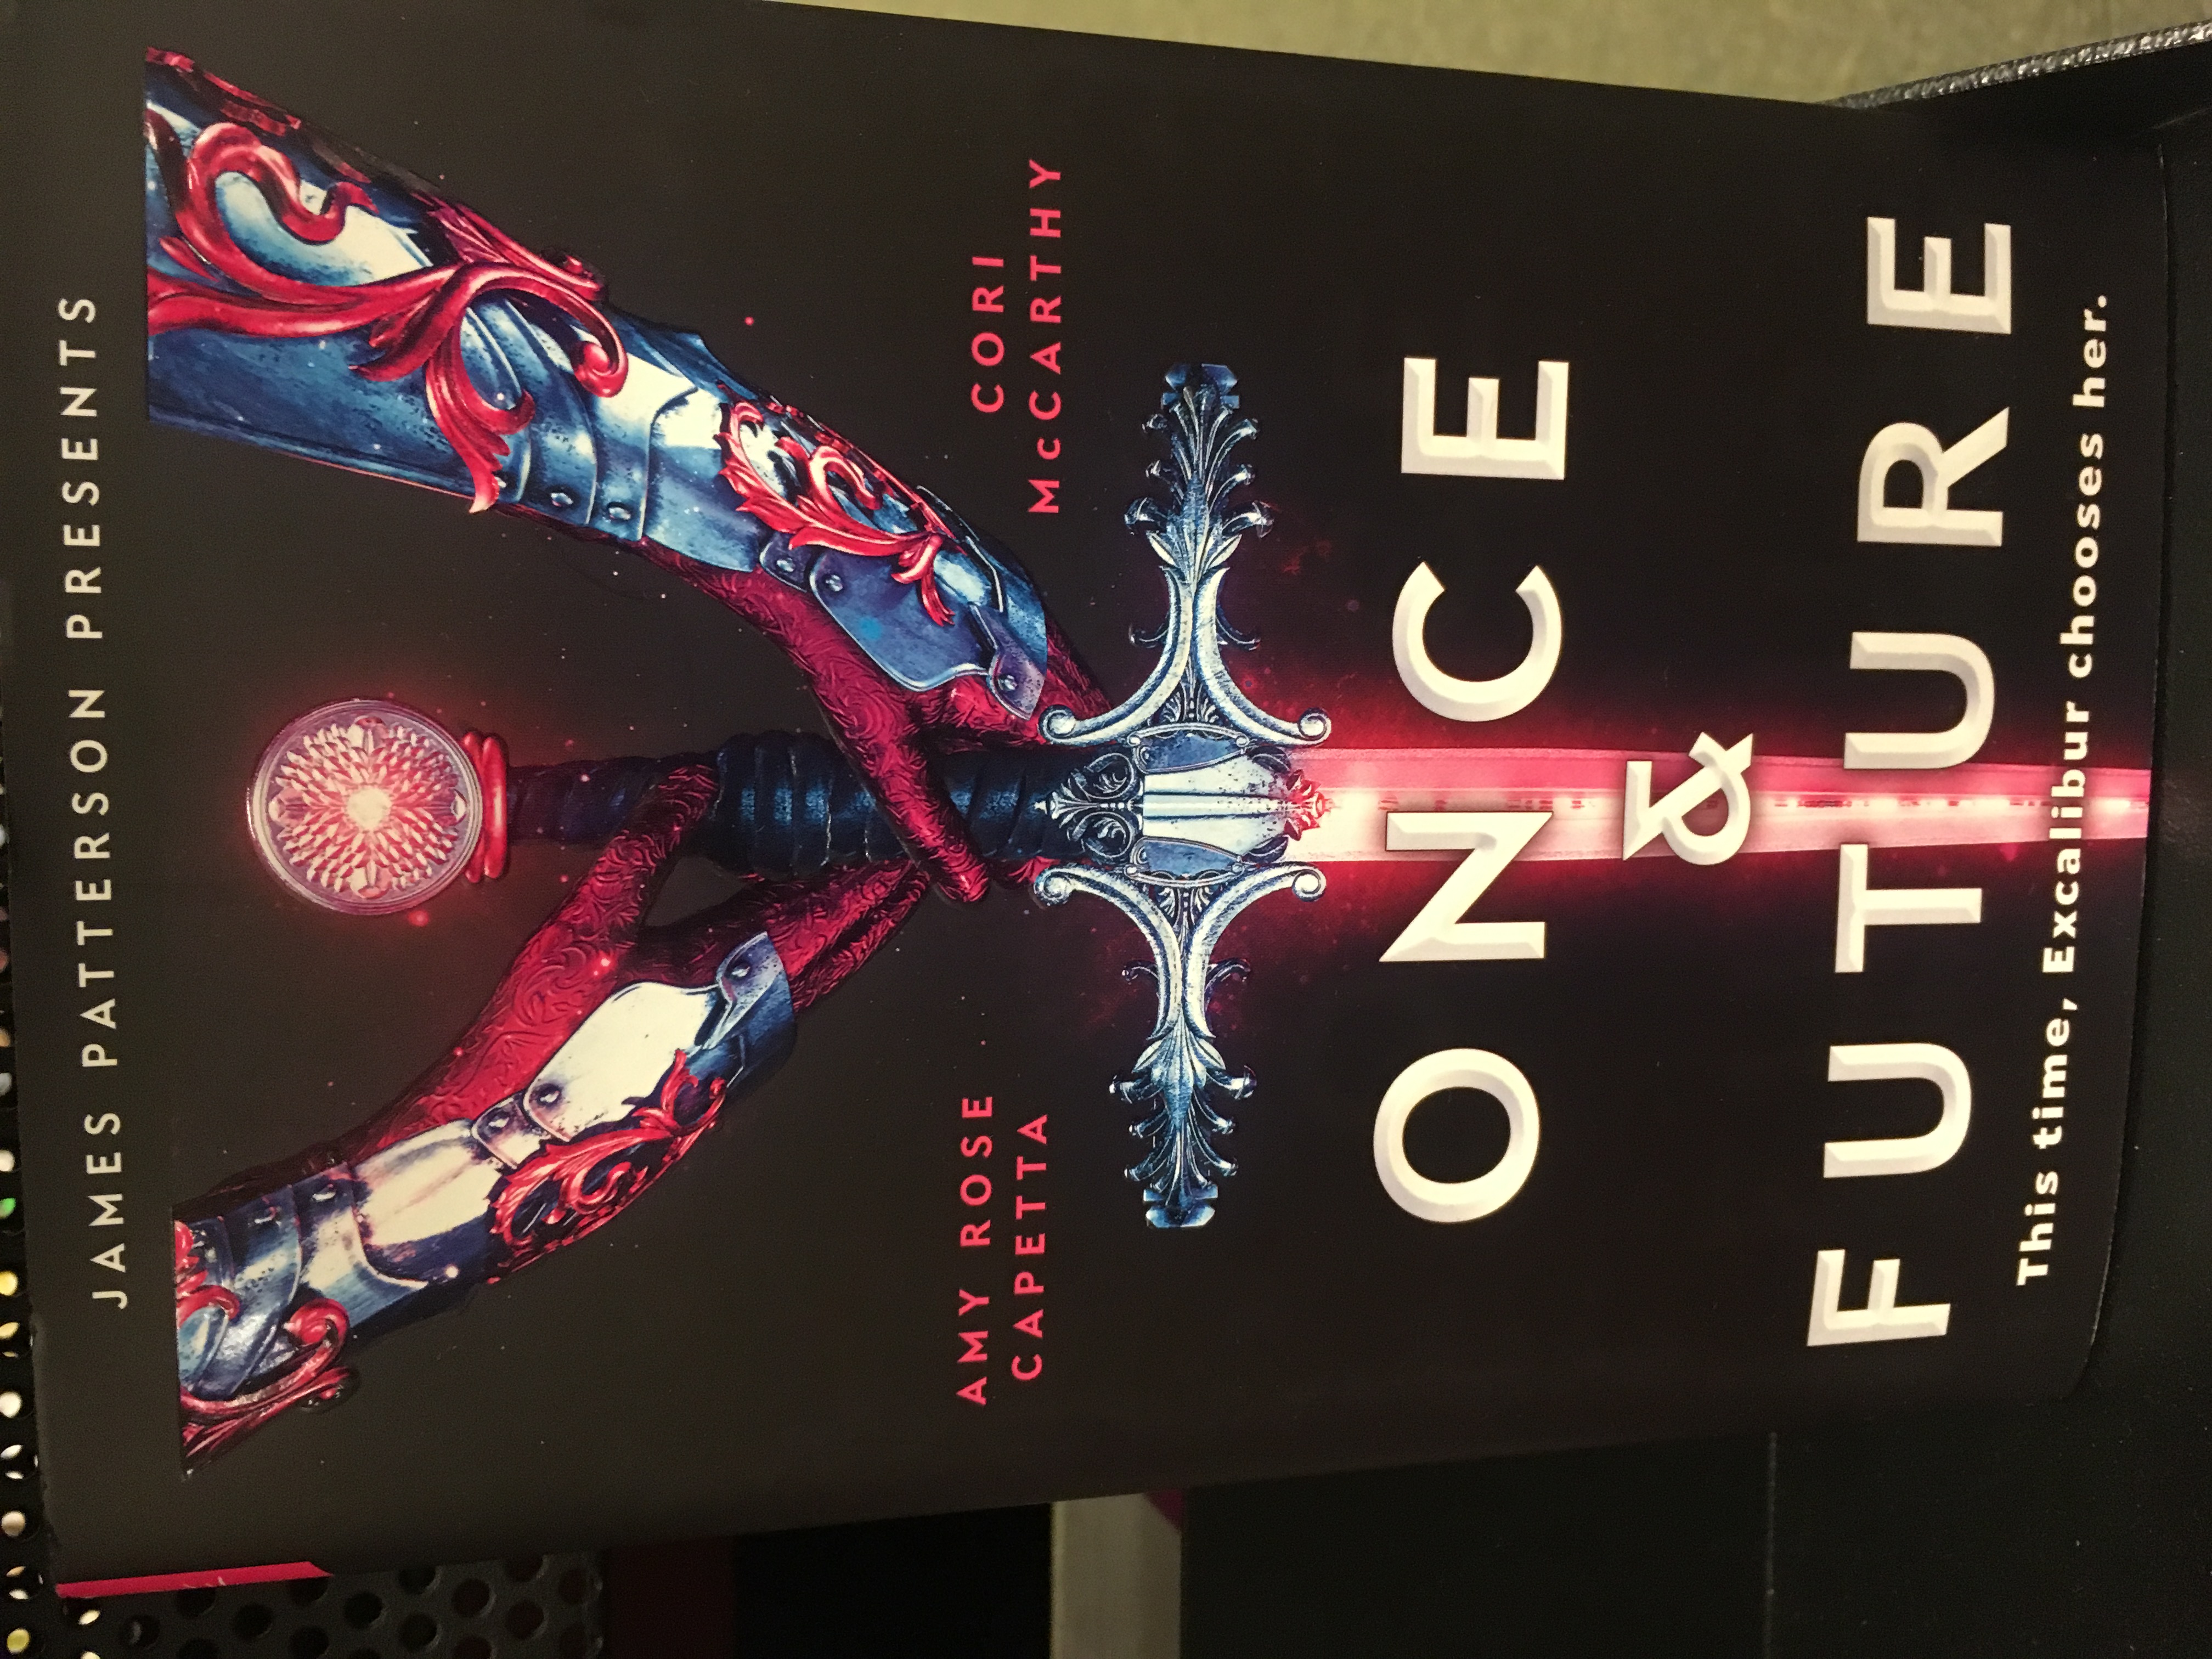 JAMES PATTERSON PRESENTS
AMY ROSE
CAPETTA
CORI
McCARTHY
ONCE
&
FUTURE
This time, Excalibur chooses her.